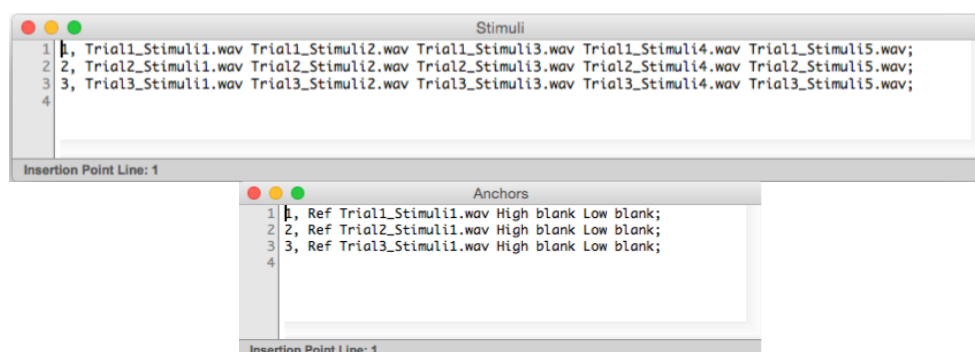 Stimuli
1 1, Trial1_Stimuli1.wav Trial1_Stimuli2.wav Trial1_Stimuli3.wav Trial1_Stimuli4.wav Trial1_Stimuli5.wav;
2 2, Trial2_Stimuli1.wav Trial2_Stimuli2.wav Trial2_Stimuli3.wav Trial2_Stimuli4.wav Trial2_Stimuli5.wav;
3 3, Trial3_Stimuli1.wav Trial3_Stimuli2.wav Trial3_Stimuli3.wav Trial3_Stimuli4.wav Trial3_Stimuli5.wav;
4
Insertion Point Line: 1
Anchors
1 1, Ref Trial1_Stimuli1.wav High blank Low blank;
2 2, Ref Trial2_Stimuli1.wav High blank Low blank;
3 3, Ref Trial3_Stimuli1.wav High blank Low blank;
4
Insertion Point Line: 1